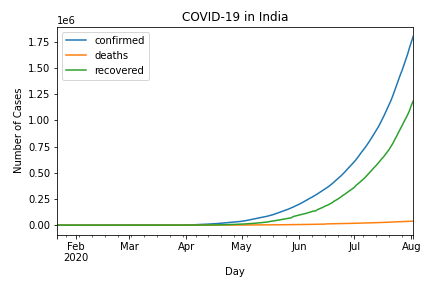 COVID-19 in India
1e6
confirmed
deaths
recovered
1.75
1.50
1.25
1.00
0.75
0.50
0.25
0.00
Number of Cases
Feb Mar Apr May Jun Jul Aug
2020
Day